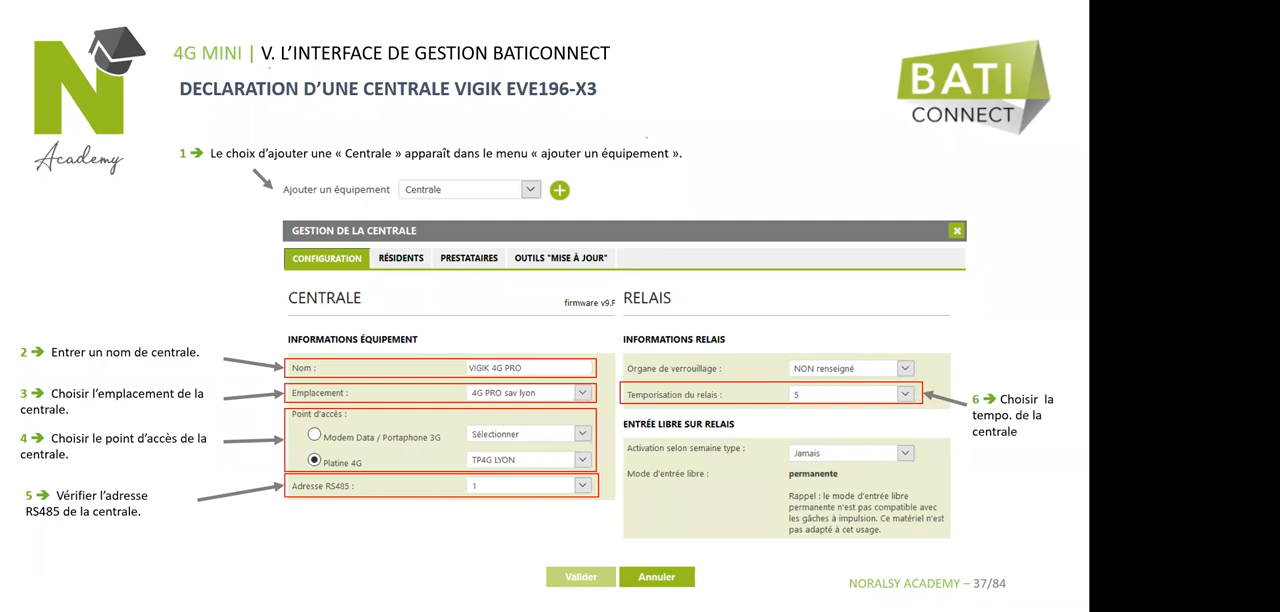 N
Academy
4G MINI | V. L'INTERFACE DE GESTION BATICONNECT
DECLARATION D'UNE CENTRALE VIGIK EVE196-X3
BATI
CONNECT
1 ➔ Le choix d'ajouter une « Centrale » apparaît dans le menu « ajouter un équipement ».
Ajouter un équipement Centrale
GESTION DE LA CENTRALE
CONFIGURATION RÉSIDENTS PRESTATAIRES OUTILS "MISE À JOUR"
CENTRALE
firmware v9.F
INFORMATIONS ÉQUIPEMENT
2 ➔ Entrer un nom de centrale.
Nom : VIGIK 4G PRO
3 ➔ Choisir l'emplacement de la
centrale.
Emplacement : 4G PRO sav lyon
4 ➔ Choisir le point d'accès de la
centrale.
Point d'accès :
Modem Data / Portaphone 3G Sélectionner
Platine 4G TP4G LYON
5 ➔ Vérifier l'adresse
RS485 de la centrale.
Adresse RS485 : 1
RELAIS
INFORMATIONS RELAIS
Organe de verrouillage : NON renseigné
Temporisation du relais : 5
6 ➔ Choisir la
tempo. de la
centrale
ENTRÉE LIBRE SUR RELAIS
Activation selon semaine type : Jamais
Mode d'entrée libre : permanente
Rappel : le mode d'entrée libre
permanente n'est pas compatible avec
les gâches à impulsion. Ce matériel n'est
pas adapté à cet usage.
Valider Annuler
NORALSY ACADEMY – 37/84